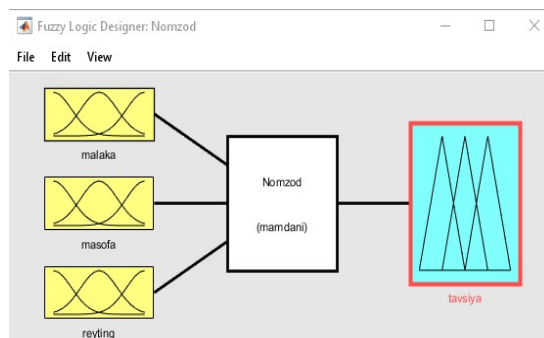 Fuzzy Logic Designer: Nomzod
File Edit View
malaka
masofa
reyting
Nomzod
(mamdani)
tavsiya